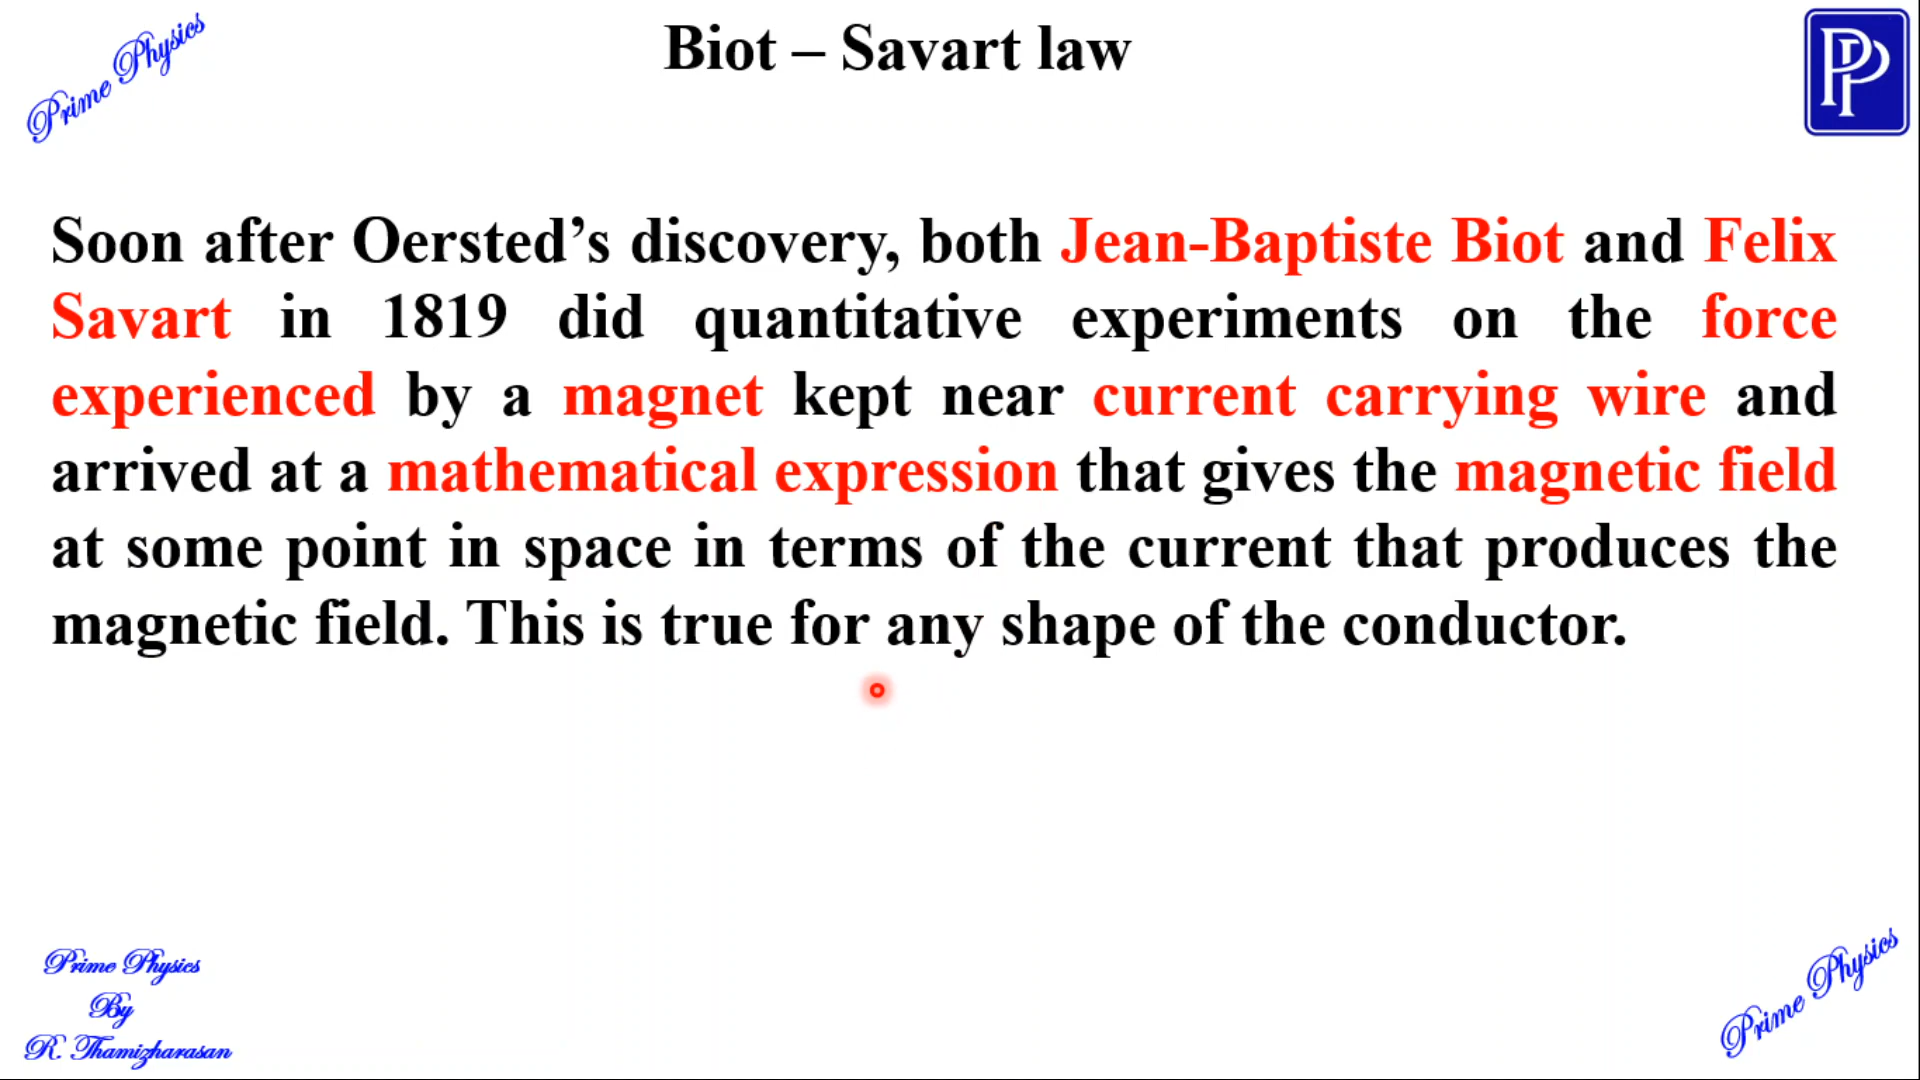 Prime Physics
Biot – Savart law
PP
Soon after Oersted’s discovery, both Jean-Baptiste Biot and Felix
Savart in 1819 did quantitative experiments on the force
experienced by a magnet kept near current carrying wire and
arrived at a mathematical expression that gives the magnetic field
at some point in space in terms of the current that produces the
magnetic field. This is true for any shape of the conductor.
Prime Physics
By
R. Thamizharasan
Prime Physics